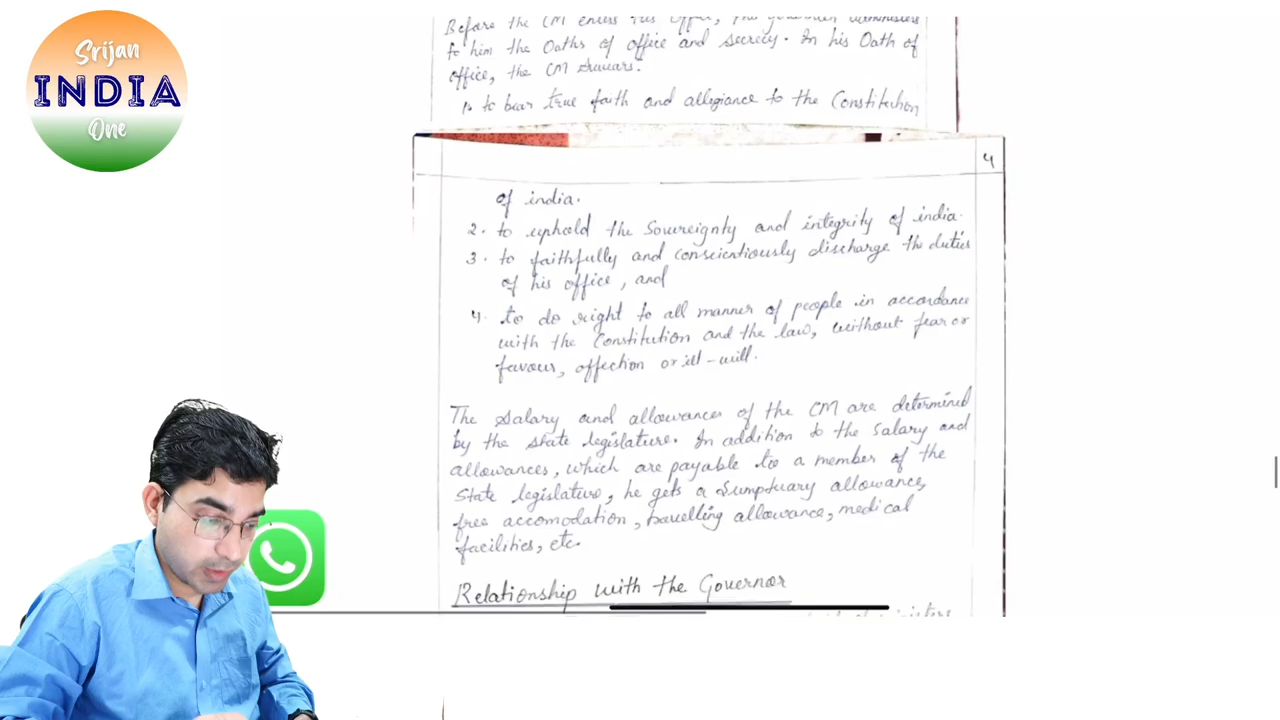 Srijan
INDIA
One
Before the CM enters his office, the governor administers
to him the Oaths of office and secrecy. In his Oath of
office, the CM swears.
1. to bear true faith and allegiance to the Constitution
4
of india.
2. to uphold the Sovereignty and integrity of india.
3. to faithfully and conscientiously discharge the duties
of his office, and
4. to do right to all manner of people in accordance
with the Constitution and the law, without fear or
favour, affection or ill-will.
The Salary and allowances of the CM are determined
by the State legislature. In addition to the Salary and
allowances, which are payable to a member of the
State legislature, he gets a Sumptuary allowance,
free accomodation, travelling allowance, medical
facilities, etc.
Relationship with the Governor